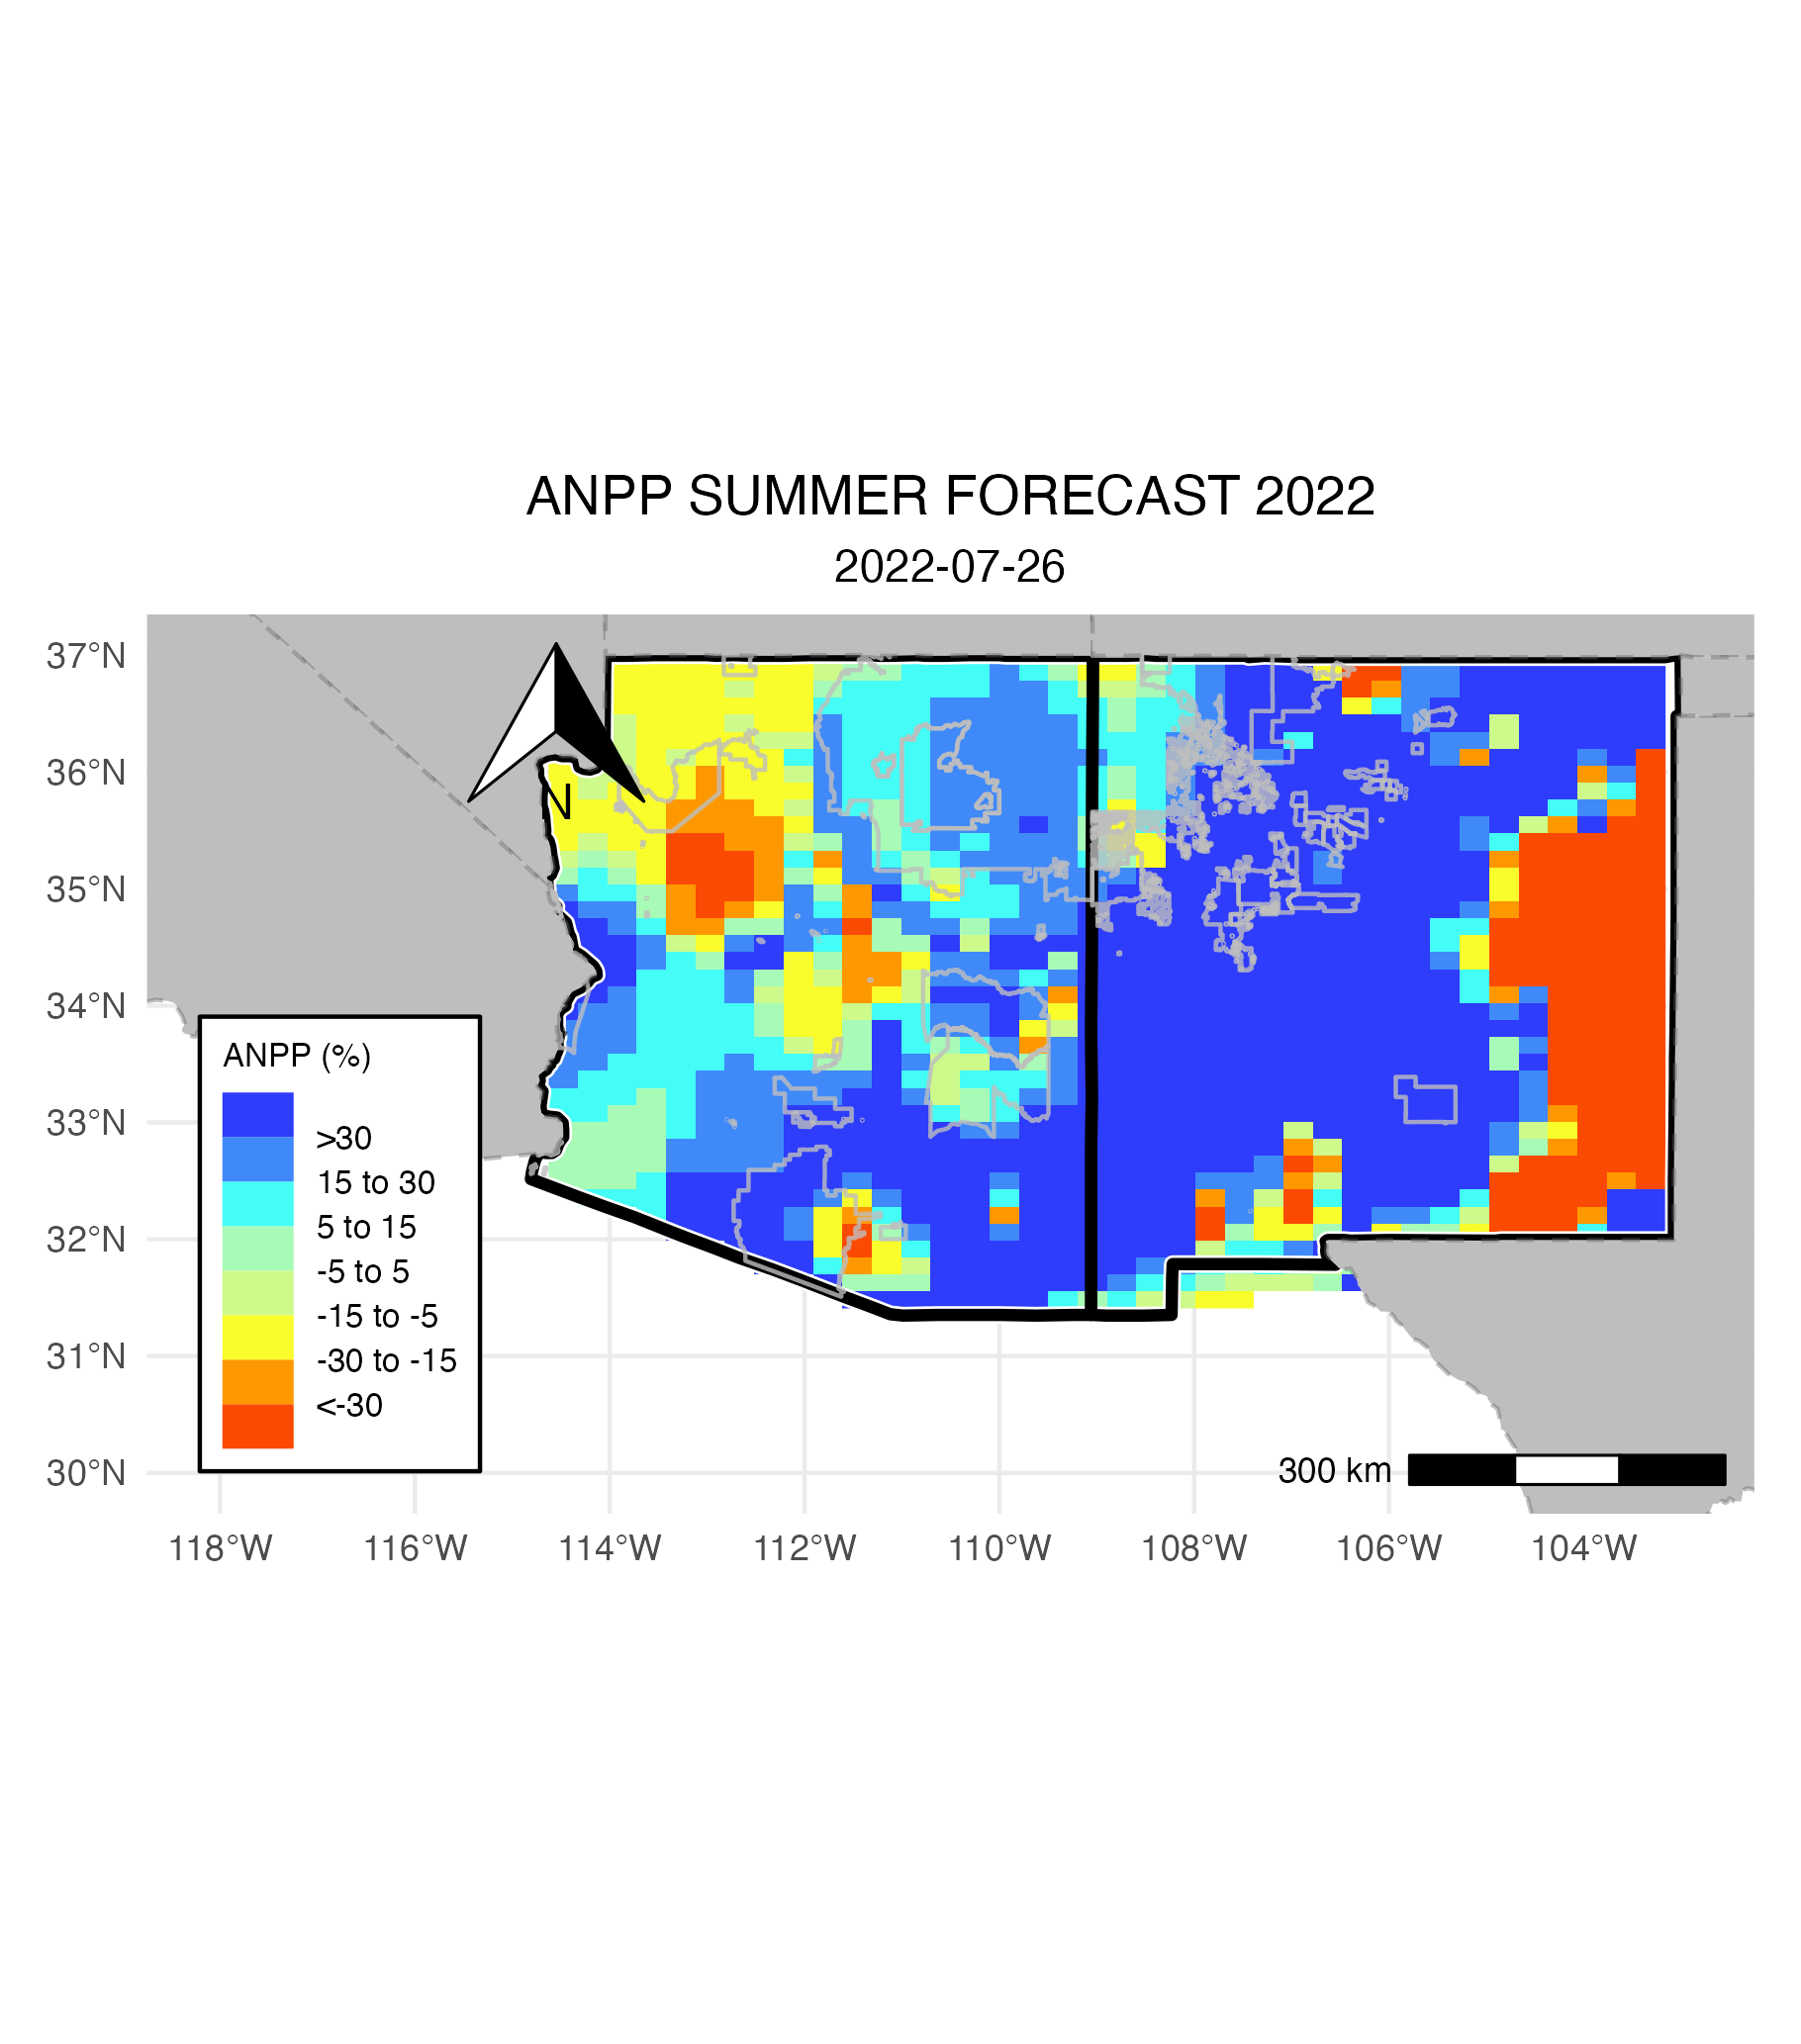 ANPP SUMMER FORECAST 2022
2022-07-26
37°N
36°N
35°N
34°N
33°N
32°N
31°N
30°N
N
ANPP (%)
>30
15 to 30
5 to 15
-5 to 5
-15 to -5
-30 to -15
<-30
300 km
118°W 116°W 114°W 112°W 110°W 108°W 106°W 104°W